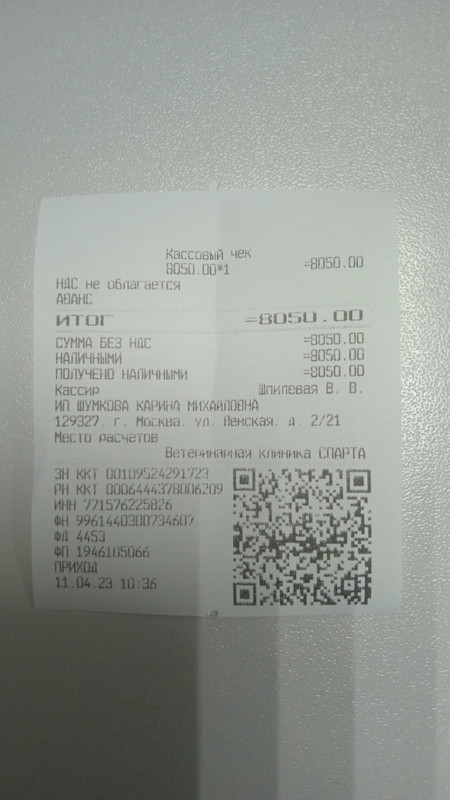 Кассовый чек
8050.00*1 =8050.00
НДС не облагается
АВАНС
ИТОГ =8050.00
СУММА БЕЗ НДС =8050.00
НАЛИЧНЫМИ =8050.00
ПОЛУЧЕНО НАЛИЧНЫМИ =8050.00
Кассир Шпилевая В. В.
ИП ШУМКОВА КАРИНА МИХАЙЛОВНА
129327, г. Москва, ул. Ленская, д. 2/21
Место расчетов
Ветеринарная клиника СПАРТА
ЗН ККТ 00109524291723
РН ККТ 0006444378006209
ИНН 771576225826
ФН 9961440300734607
ФД 4453
ФП 1946105066
ПРИХОД
11.04.23 10:36